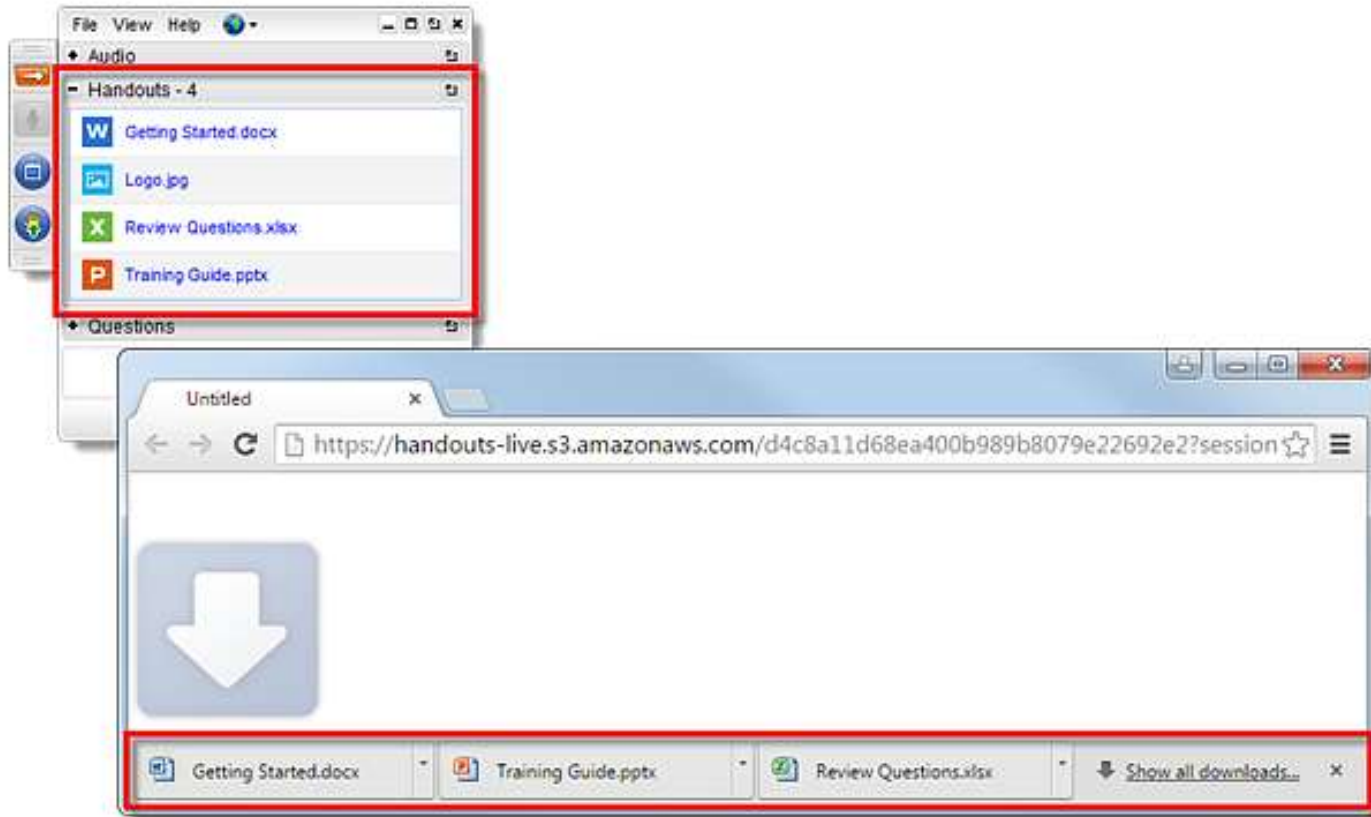 File View Help
Audio
Handouts - 4
W Getting Started.docx
Logo.jpg
X Review Questions.xlsx
P Training Guide.pptx
Questions
Untitled
https://handouts-live.s3.amazonaws.com/d4c8a11d68ea400b989b8079e22692e2?session
Getting Started.docx Training Guide.pptx Review Questions.xlsx Show all downloads...